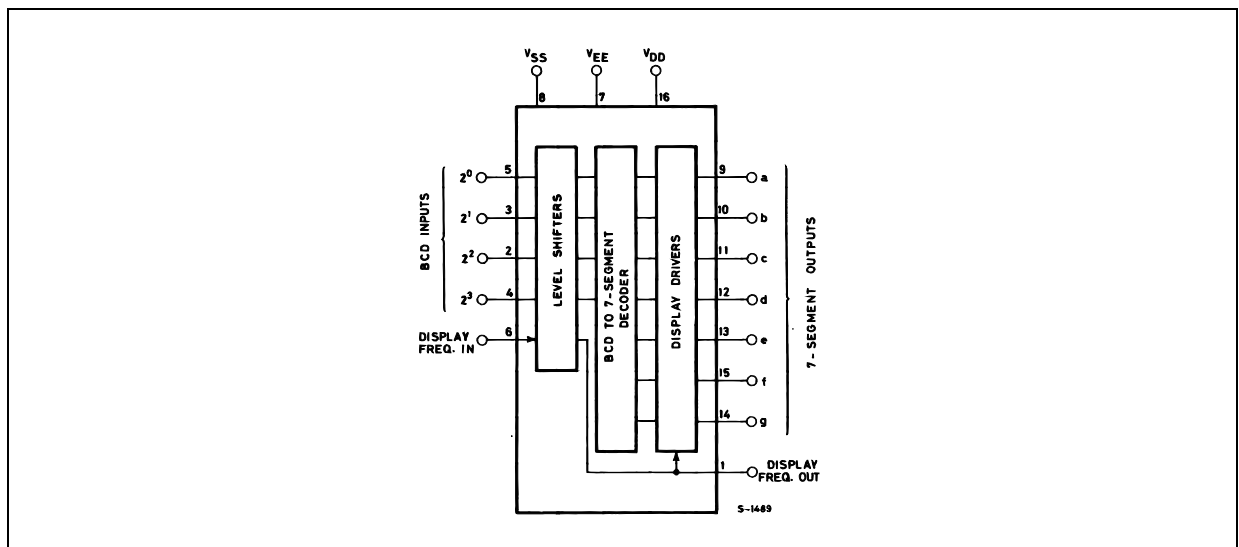 VSS VEE VDD
8 7 16
BCD INPUTS
2⁰ 5
2¹ 3
2² 2
2³ 4
DISPLAY 6
FREQ. IN
LEVEL SHIFTERS
BCD TO 7-SEGMENT
DECODER
DISPLAY DRIVERS
9 a
10 b
11 c
12 d
13 e
15 f
14 g
7-SEGMENT OUTPUTS
1 DISPLAY
FREQ. OUT
S-1489